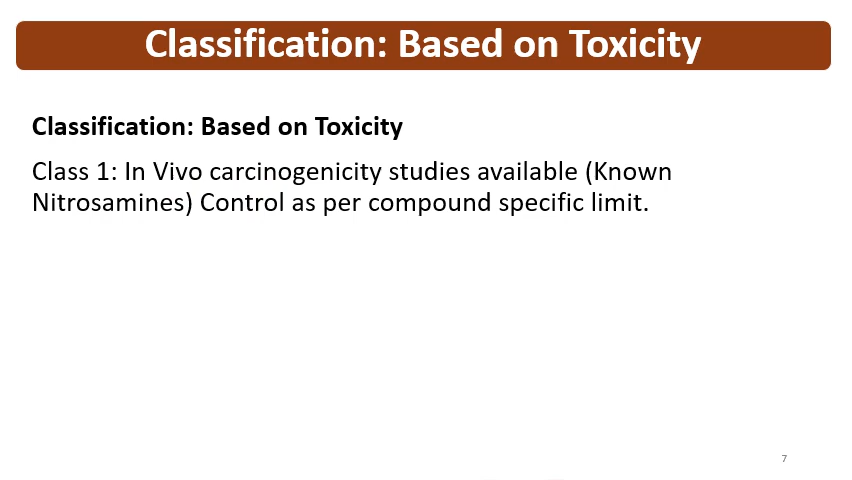 Classification: Based on Toxicity
Classification: Based on Toxicity
Class 1: In Vivo carcinogenicity studies available (Known
Nitrosamines) Control as per compound specific limit.
7